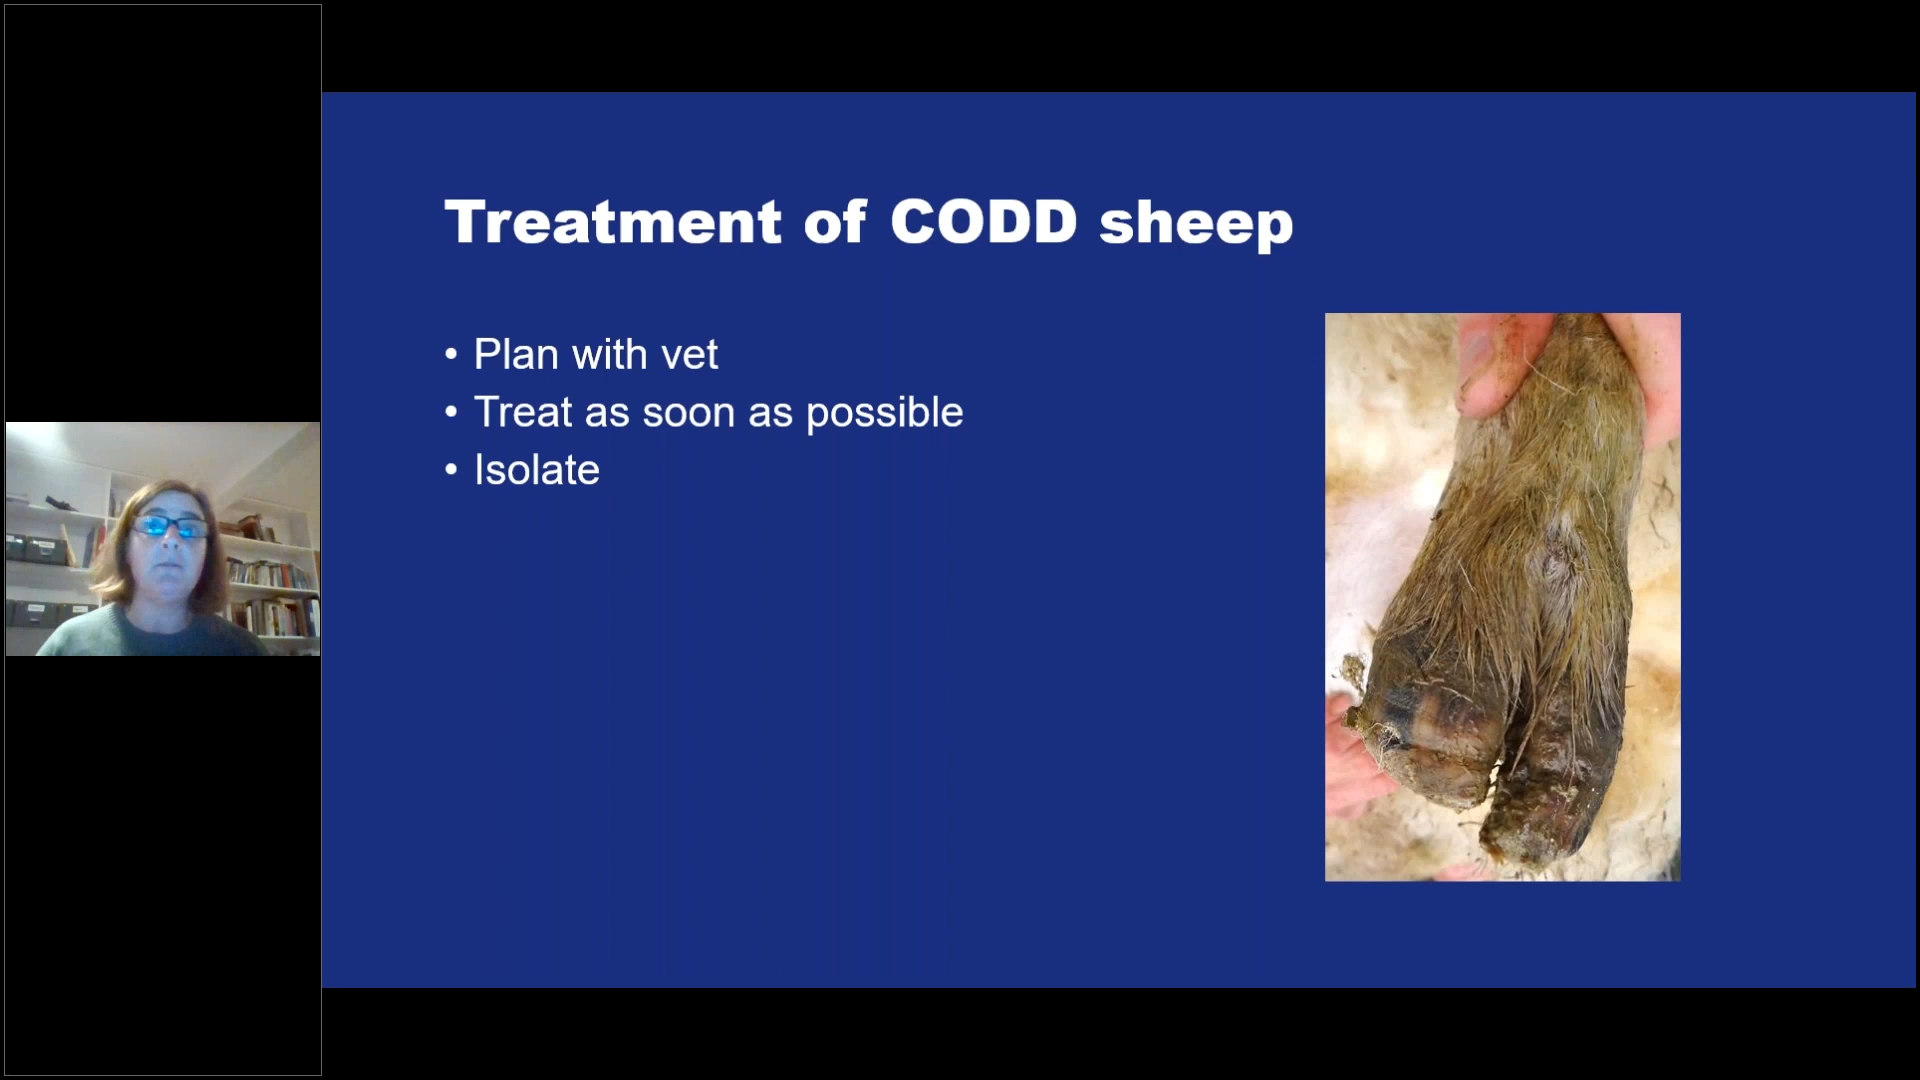 Treatment of CODD sheep
• Plan with vet
• Treat as soon as possible
• Isolate